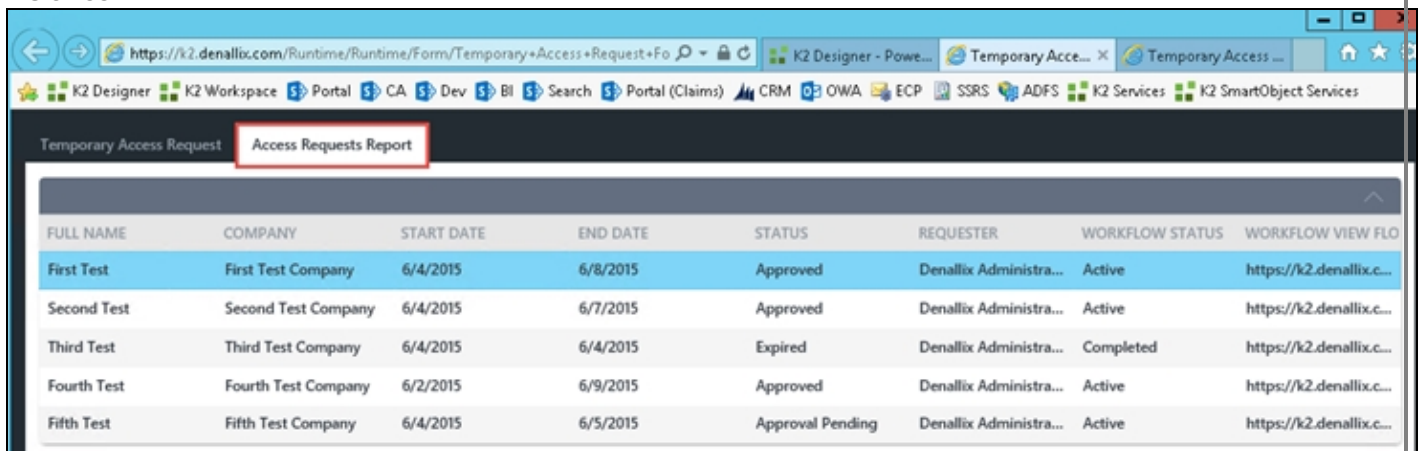 https://k2.denallix.com/Runtime/Runtime/Form/Temporary+Access+Request+Fo K2 Designer - Powe... Temporary Acce... Temporary Access ...
K2 Designer K2 Workspace Portal CA Dev BI Search Portal (Claims) CRM OWA ECP SSRS ADFS K2 Services K2 SmartObject Services
Temporary Access Request Access Requests Report
FULL NAME COMPANY START DATE END DATE STATUS REQUESTER WORKFLOW STATUS WORKFLOW VIEW FLO
First Test First Test Company 6/4/2015 6/8/2015 Approved Denallix Administra... Active https://k2.denallix.c...
Second Test Second Test Company 6/4/2015 6/7/2015 Approved Denallix Administra... Active https://k2.denallix.c...
Third Test Third Test Company 6/4/2015 6/4/2015 Expired Denallix Administra... Completed https://k2.denallix.c...
Fourth Test Fourth Test Company 6/2/2015 6/9/2015 Approved Denallix Administra... Active https://k2.denallix.c...
Fifth Test Fifth Test Company 6/4/2015 6/5/2015 Approval Pending Denallix Administra... Active https://k2.denallix.c...